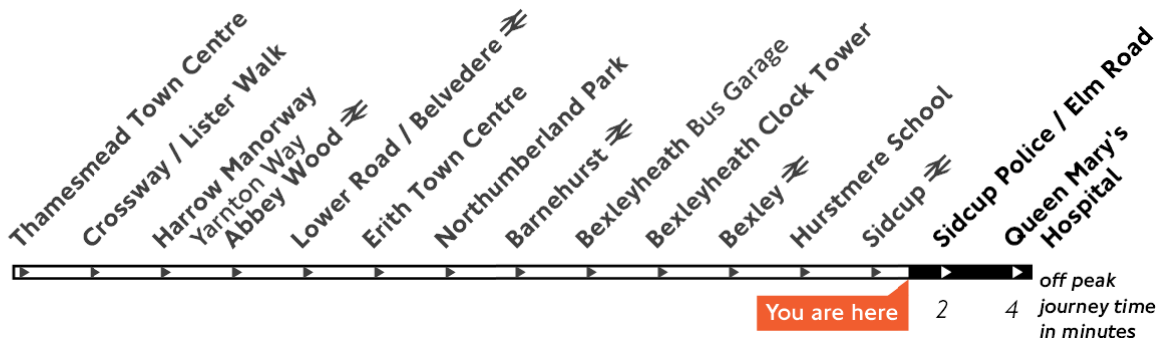 Thamesmead Town Centre
Crossway / Lister Walk
Harrow Manorway
Yarnton Way
Abbey Wood
Lower Road / Belvedere
Erith Town Centre
Northumberland Park
Barnehurst
Bexleyheath Bus Garage
Bexleyheath Clock Tower
Bexley
Hurstmere School
Sidcup
Sidcup Police / Elm Road
Queen Mary's
Hospital
You are here
2
4
off peak
journey time
in minutes